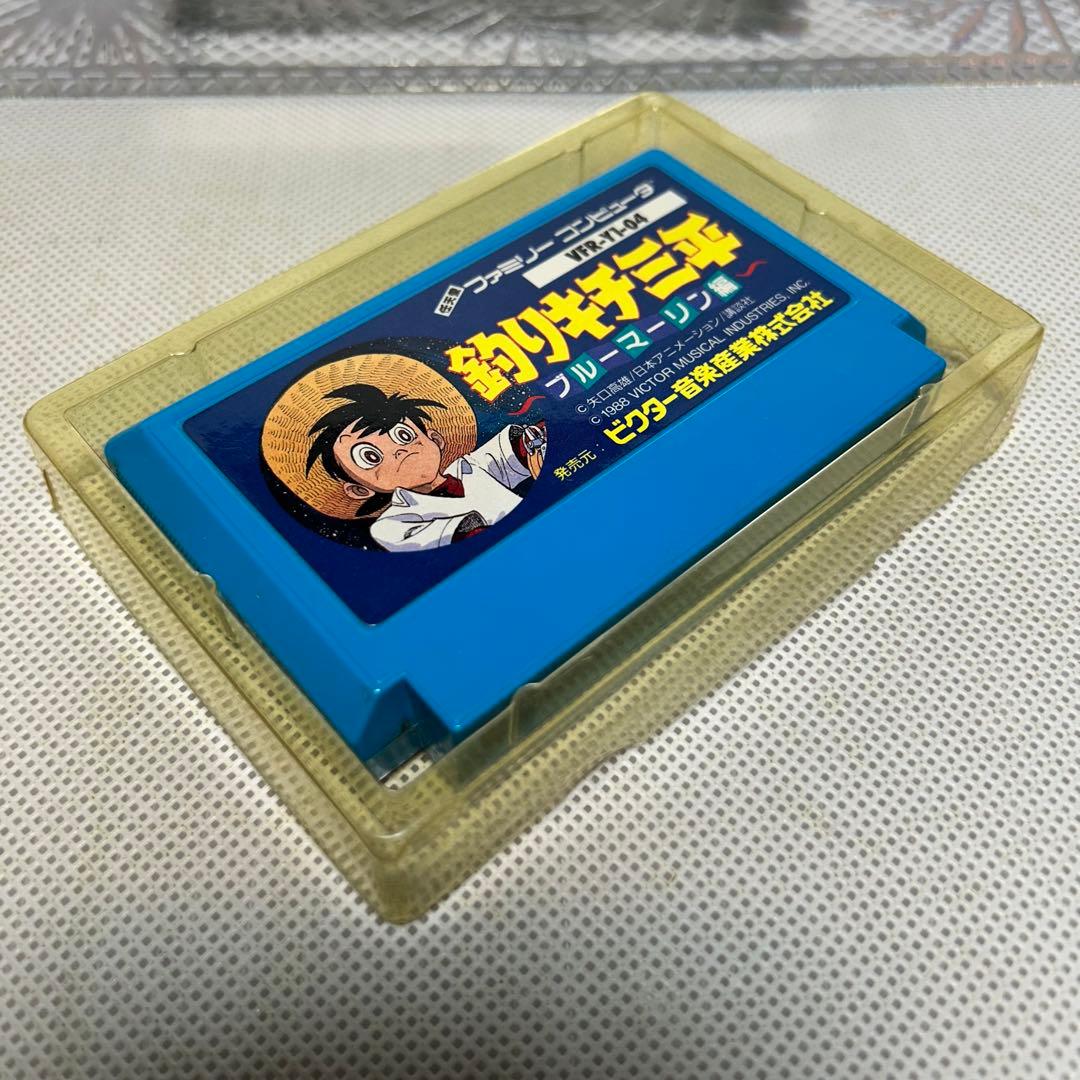 任天堂 ファミリー コンピュータ
VFR-Y1-04
釣りキチ三平
ブルーマーリン編
©矢口高雄/日本アニメーション/講談社
©1988 VICTOR MUSICAL INDUSTRIES, INC.
発売元:ビクター音楽産業株式会社